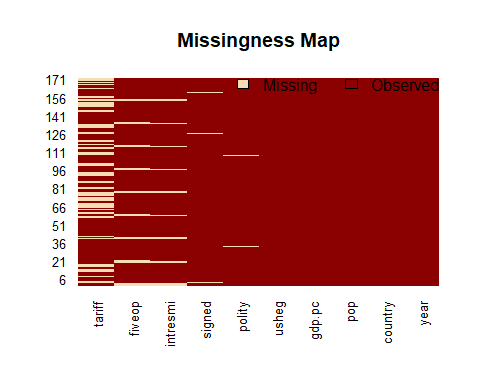 Missingness Map
Missing Observed
171
156
141
126
111
96
81
66
51
36
21
6
tariff
fiveop
intresmi
signed
polity
usheg
gdp.pc
pop
country
year